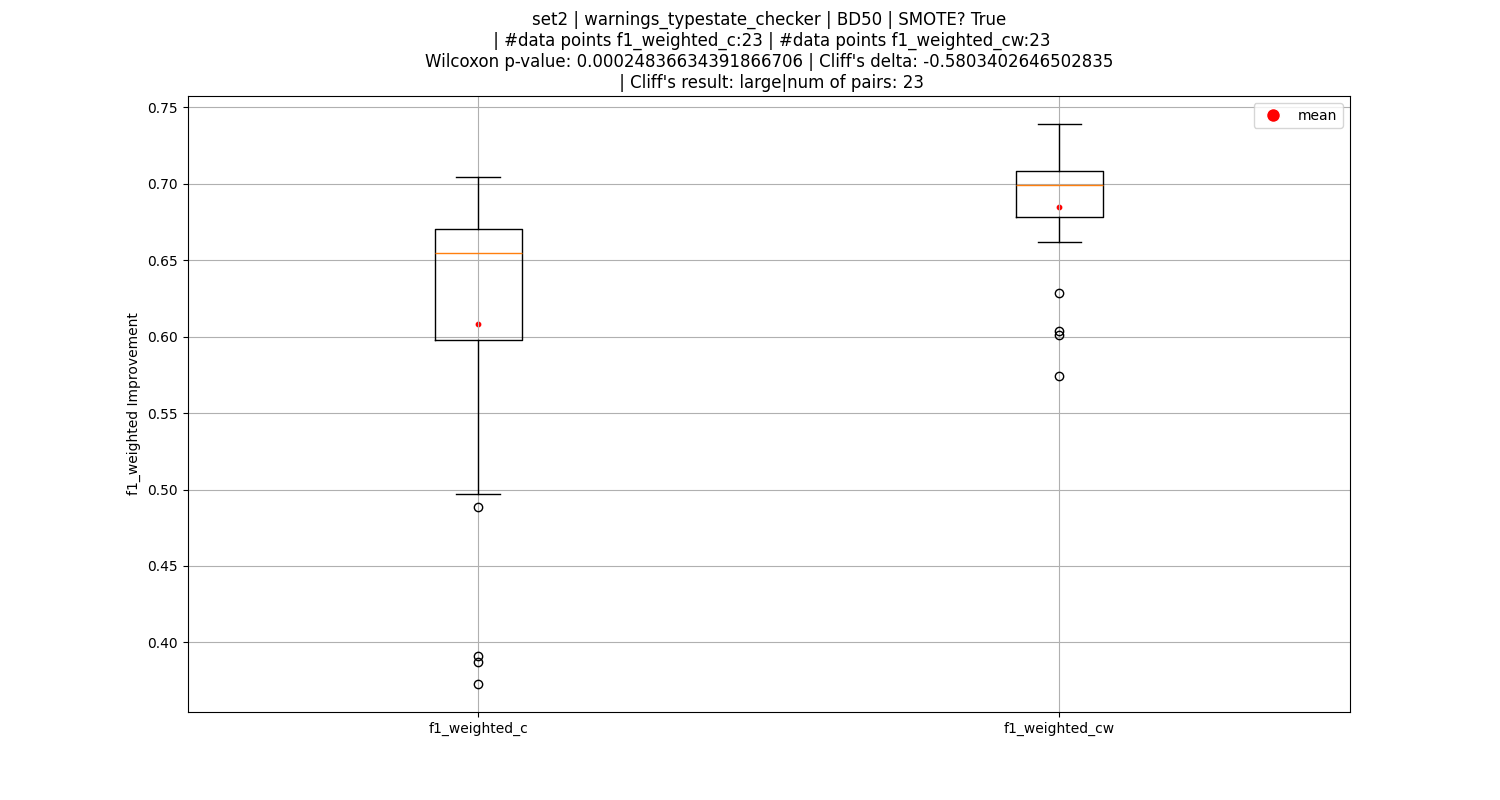 set2 | warnings_typestate_checker | BD50 | SMOTE? True
| #data points f1_weighted_c:23 | #data points f1_weighted_cw:23
Wilcoxon p-value: 0.00024836634391866706 | Cliff's delta: -0.5803402646502835
| Cliff's result: large|num of pairs: 23
mean
0.75
0.70
0.65
0.60
0.55
0.50
0.45
0.40
f1_weighted Improvement
f1_weighted_c
f1_weighted_cw